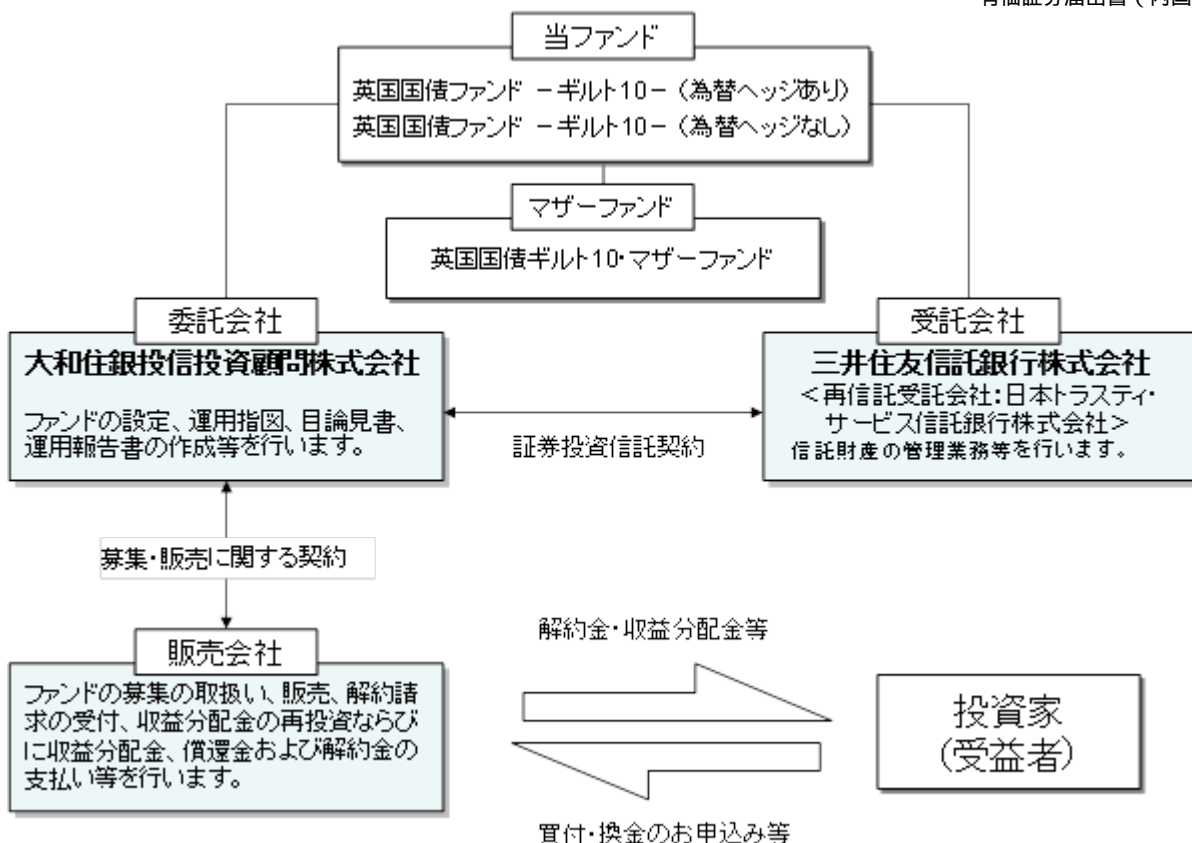 当ファンド
英国国債ファンド －ギルト10－（為替ヘッジあり）
英国国債ファンド －ギルト10－（為替ヘッジなし）
マザーファンド
英国国債ギルト10・マザーファンド
委託会社
大和住銀投信投資顧問株式会社
ファンドの設定、運用指図、目論見書、
運用報告書の作成等を行います。
証券投資信託契約
受託会社
三井住友信託銀行株式会社
＜再信託受託会社：日本トラスティ・
サービス信託銀行株式会社＞
信託財産の管理業務等を行います。
募集・販売に関する契約
販売会社
ファンドの募集の取扱い、販売、解約請
求の受付、収益分配金の再投資ならび
に収益分配金、償還金および解約金の
支払い等を行います。
解約金・収益分配金等
買付・換金のお申込み等
投資家
(受益者)